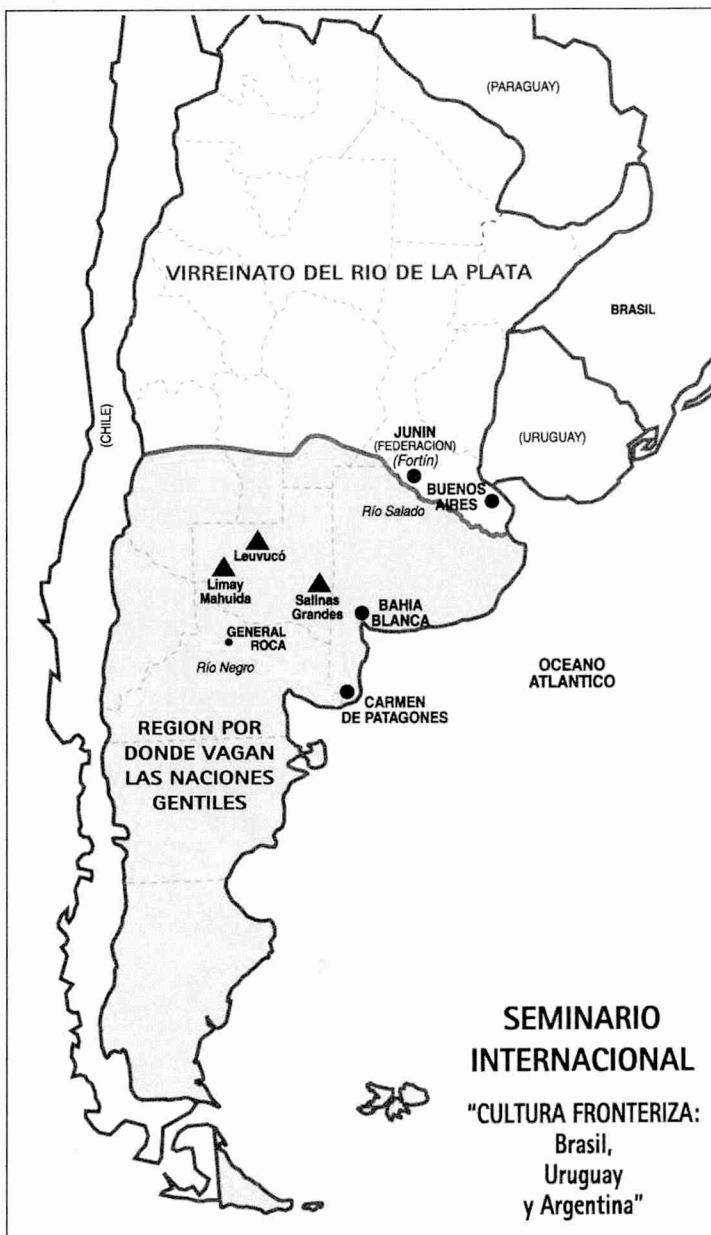 (PARAGUAY)
VIRREINATO DEL RIO DE LA PLATA
BRASIL
(CHILE)
JUNIN
(FEDERACION)
(Fortín)
(URUGUAY)
BUENOS
AIRES
Río Salado
Leuvucó
Limay
Mahuida
Salinas
Grandes
BAHIA
BLANCA
GENERAL
ROCA
Río Negro
OCEANO
ATLANTICO
CARMEN
DE PATAGONES
REGION POR
DONDE VAGAN
LAS NACIONES
GENTILES
SEMINARIO
INTERNACIONAL
"CULTURA FRONTERIZA:
Brasil,
Uruguay
y Argentina"